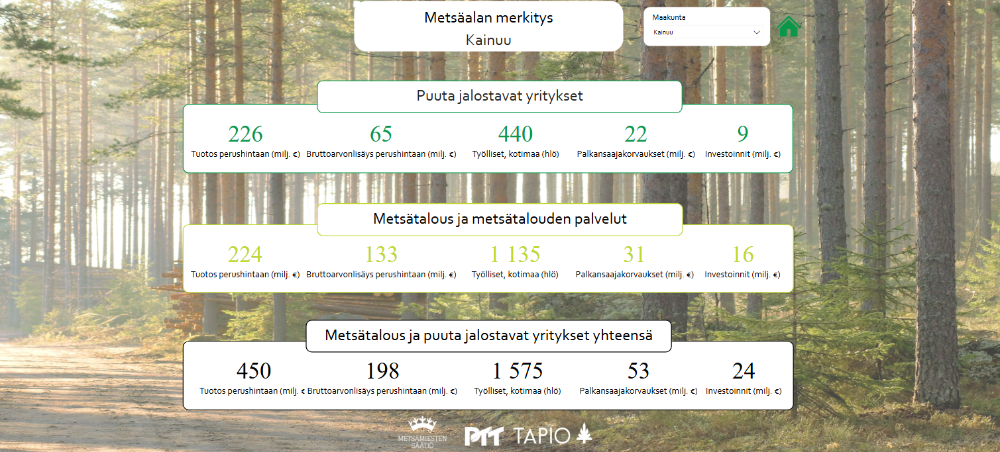 Metsäalan merkitys
Kainuu
Maakunta
Kainuu
Puuta jalostavat yritykset
226 65 440 22 9
Tuotos perushintaan (milj. €) Bruttoarvonlisäys perushintaan (milj. €) Työlliset, kotimaa (hlö) Palkansaajakorvaukset (milj. €) Investoinnit (milj. €)
Metsätalous ja metsätalouden palvelut
224 133 1 135 31 16
Tuotos perushintaan (milj. €) Bruttoarvonlisäys perushintaan (milj. €) Työlliset, kotimaa (hlö) Palkansaajakorvaukset (milj. €) Investoinnit (milj. €)
Metsätalous ja puuta jalostavat yritykset yhteensä
450 198 1 575 53 24
Tuotos perushintaan (milj. € Bruttoarvonlisäys perushintaan (milj. €) Työlliset, kotimaa (hlö) Palkansaajakorvaukset (milj. €) Investoinnit (milj. €)
METSÄMIESTEN
SÄÄTIÖ
PTT
TAPIO